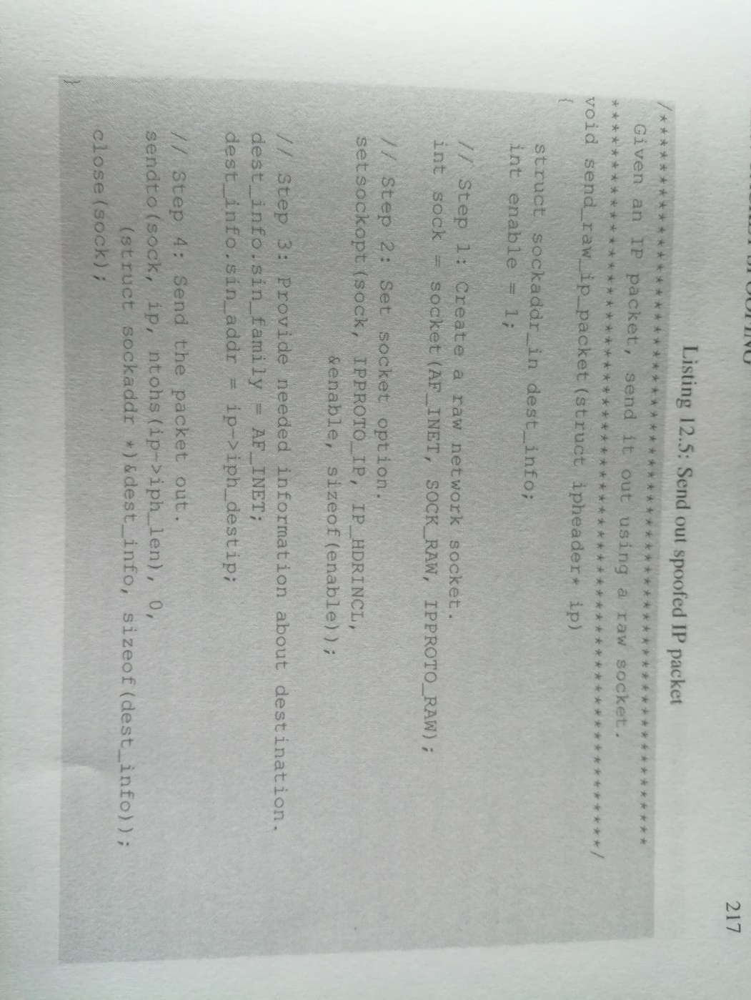 217
Listing 12.5: Send out spoofed IP packet
/*************************************************************
  Given an IP packet, send it out using a raw socket.
**************************************************************/
void send_raw_ip_packet(struct ipheader* ip)
{
    struct sockaddr_in dest_info;
    int enable = 1;
    // Step 1: Create a raw network socket.
    int sock = socket(AF_INET, SOCK_RAW, IPPROTO_RAW);
    // Step 2: Set socket option.
    setsockopt(sock, IPPROTO_IP, IP_HDRINCL,
                     &enable, sizeof(enable));
    // Step 3: Provide needed information about destination.
    dest_info.sin_family = AF_INET;
    dest_info.sin_addr = ip->iph_destip;
    // Step 4: Send the packet out.
    sendto(sock, ip, ntohs(ip->iph_len), 0,
           (struct sockaddr *)&dest_info, sizeof(dest_info));
    close(sock);
}